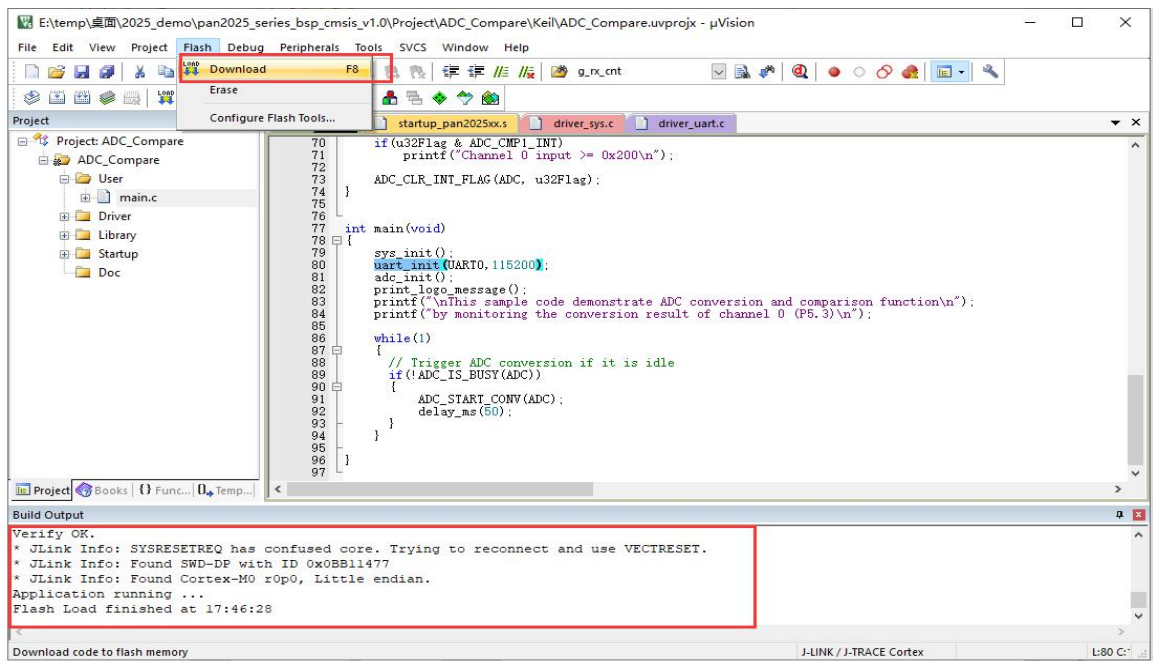 E:\temp\桌面\2025_demo\pan2025_series_bsp_cmsis_v1.0\Project\ADC_Compare\Keil\ADC_Compare.uvprojx - µVision
File Edit View Project Flash Debug Peripherals Tools SVCS Window Help
LOAD Download F8
g_rx_cnt
Erase
LOAD
Configure Flash Tools...
Project
startup_pan2025xx.s driver_sys.c driver_uart.c
Project: ADC_Compare
ADC_Compare
User
main.c
Driver
Library
Startup
Doc
70 if(u32Flag & ADC_CMP1_INT)
71 printf("Channel 0 input >= 0x200\n");
72
73 ADC_CLR_INT_FLAG(ADC, u32Flag);
74 }
75
76
77 int main(void)
78 {
79 sys_init();
80 uart_init(UART0,115200);
81 adc_init();
82 print_logo_message();
83 printf("\nThis sample code demonstrate ADC conversion and comparison function\n");
84 printf("by monitoring the conversion result of channel 0 (P5.3)\n");
85
86 while(1)
87 {
88 // Trigger ADC conversion if it is idle
89 if(!ADC_IS_BUSY(ADC))
90 {
91 ADC_START_CONV(ADC);
92 delay_ms(50);
93 }
94 }
95
96 }
97
Project Books {} Func... 0 Temp...
Build Output
Verify OK.
* JLink Info: SYSRESETREQ has confused core. Trying to reconnect and use VECTRESET.
* JLink Info: Found SWD-DP with ID 0x0BB11477
* JLink Info: Found Cortex-M0 r0p0, Little endian.
Application running ...
Flash Load finished at 17:46:28
Download code to flash memory J-LINK / J-TRACE Cortex L:80 C: